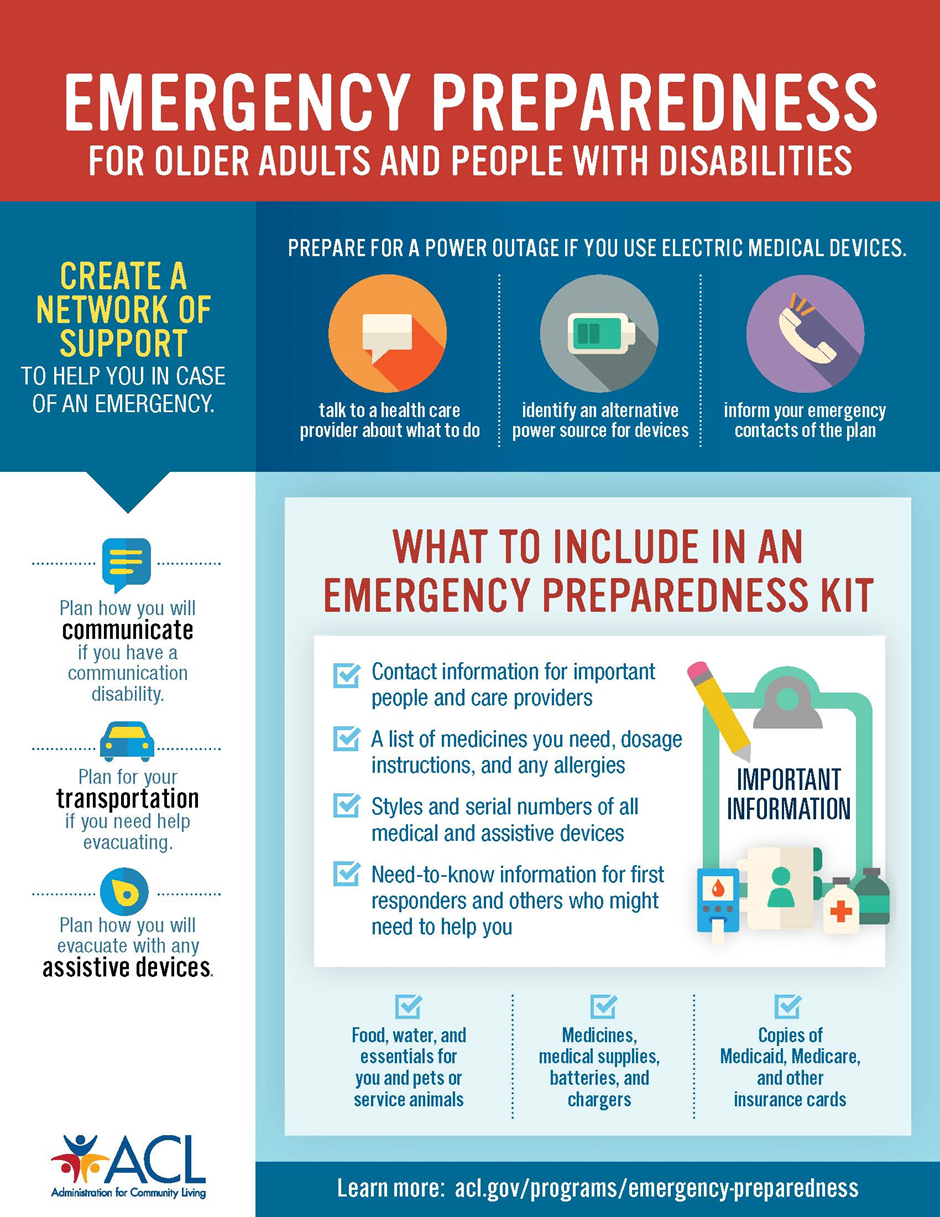 EMERGENCY PREPAREDNESS
FOR OLDER ADULTS AND PEOPLE WITH DISABILITIES
CREATE A
NETWORK OF
SUPPORT
TO HELP YOU IN CASE
OF AN EMERGENCY.
PREPARE FOR A POWER OUTAGE IF YOU USE ELECTRIC MEDICAL DEVICES.
talk to a health care
provider about what to do
identify an alternative
power source for devices
inform your emergency
contacts of the plan
Plan how you will
communicate
if you have a
communication
disability.
Plan for your
transportation
if you need help
evacuating.
Plan how you will
evacuate with any
assistive devices.
WHAT TO INCLUDE IN AN
EMERGENCY PREPAREDNESS KIT
Contact information for important
people and care providers
A list of medicines you need, dosage
instructions, and any allergies
Styles and serial numbers of all
medical and assistive devices
Need-to-know information for first
responders and others who might
need to help you
IMPORTANT
INFORMATION
Food, water, and
essentials for
you and pets or
service animals
Medicines,
medical supplies,
batteries, and
chargers
Copies of
Medicaid, Medicare,
and other
insurance cards
ACL
Administration for Community Living
Learn more: acl.gov/programs/emergency-preparedness